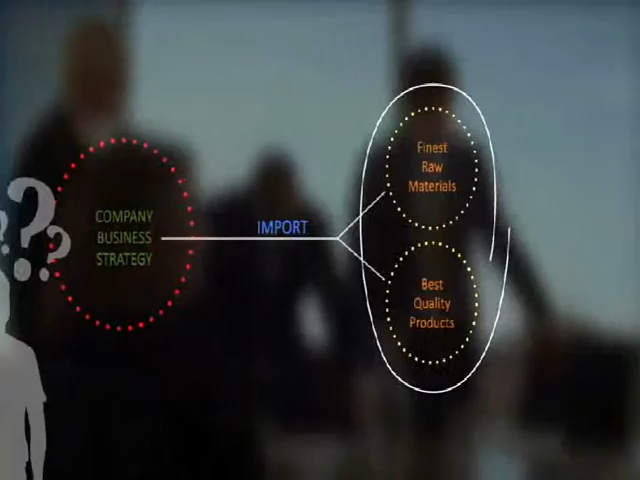 COMPANY
BUSINESS
STRATEGY
IMPORT
Finest
Raw
Materials
Best
Quality
Products